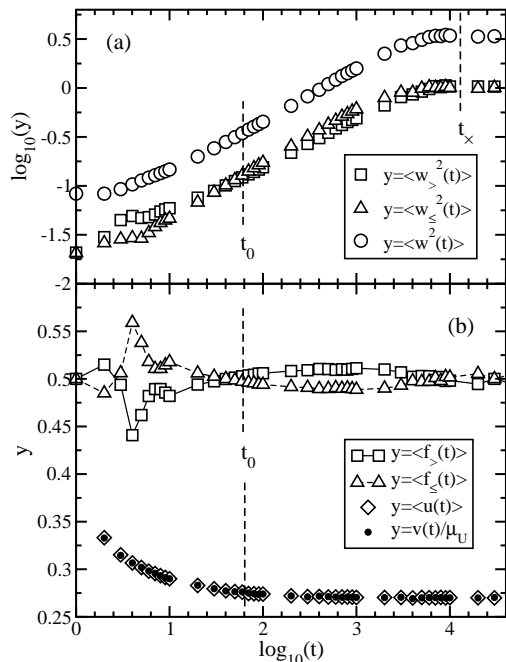 (a)
log10(y)
0.5
0
-0.5
-1
-1.5
-2
t0
t×
y=<w>2(t)>
y=<w≤2(t)>
y=<w2(t)>
(b)
y
0.55
0.5
0.45
0.4
0.35
0.3
0.25
t0
y=<f>(t)>
y=<f≤(t)>
y=<u(t)>
y=v(t)/μU
0 1 2 3 4
log10(t)